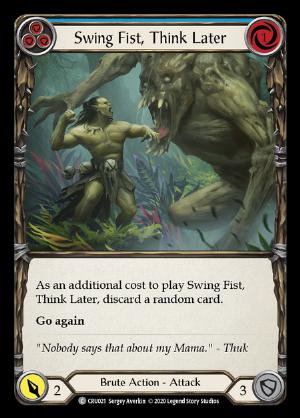 Swing Fist, Think Later
1
As an additional cost to play Swing Fist,
Think Later, discard a random card.
Go again
"Nobody says that about my Mama." - Thuk
2
Brute Action - Attack
3
C CRU021 Sergey Averkin © 2020 Legend Story Studios